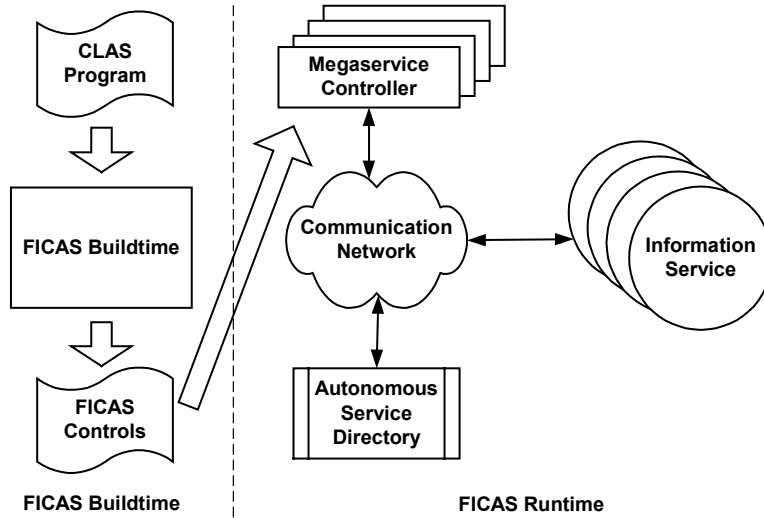 CLAS
Program
FICAS Buildtime
FICAS
Controls
FICAS Buildtime
Megaservice
Controller
Communication
Network
Information
Service
Autonomous
Service
Directory
FICAS Runtime